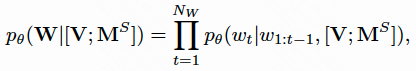 p_θ(W|[V; M^S]) = ∏_{t=1}^{N_W} p_θ(w_t|w_{1:t−1}, [V; M^S]),